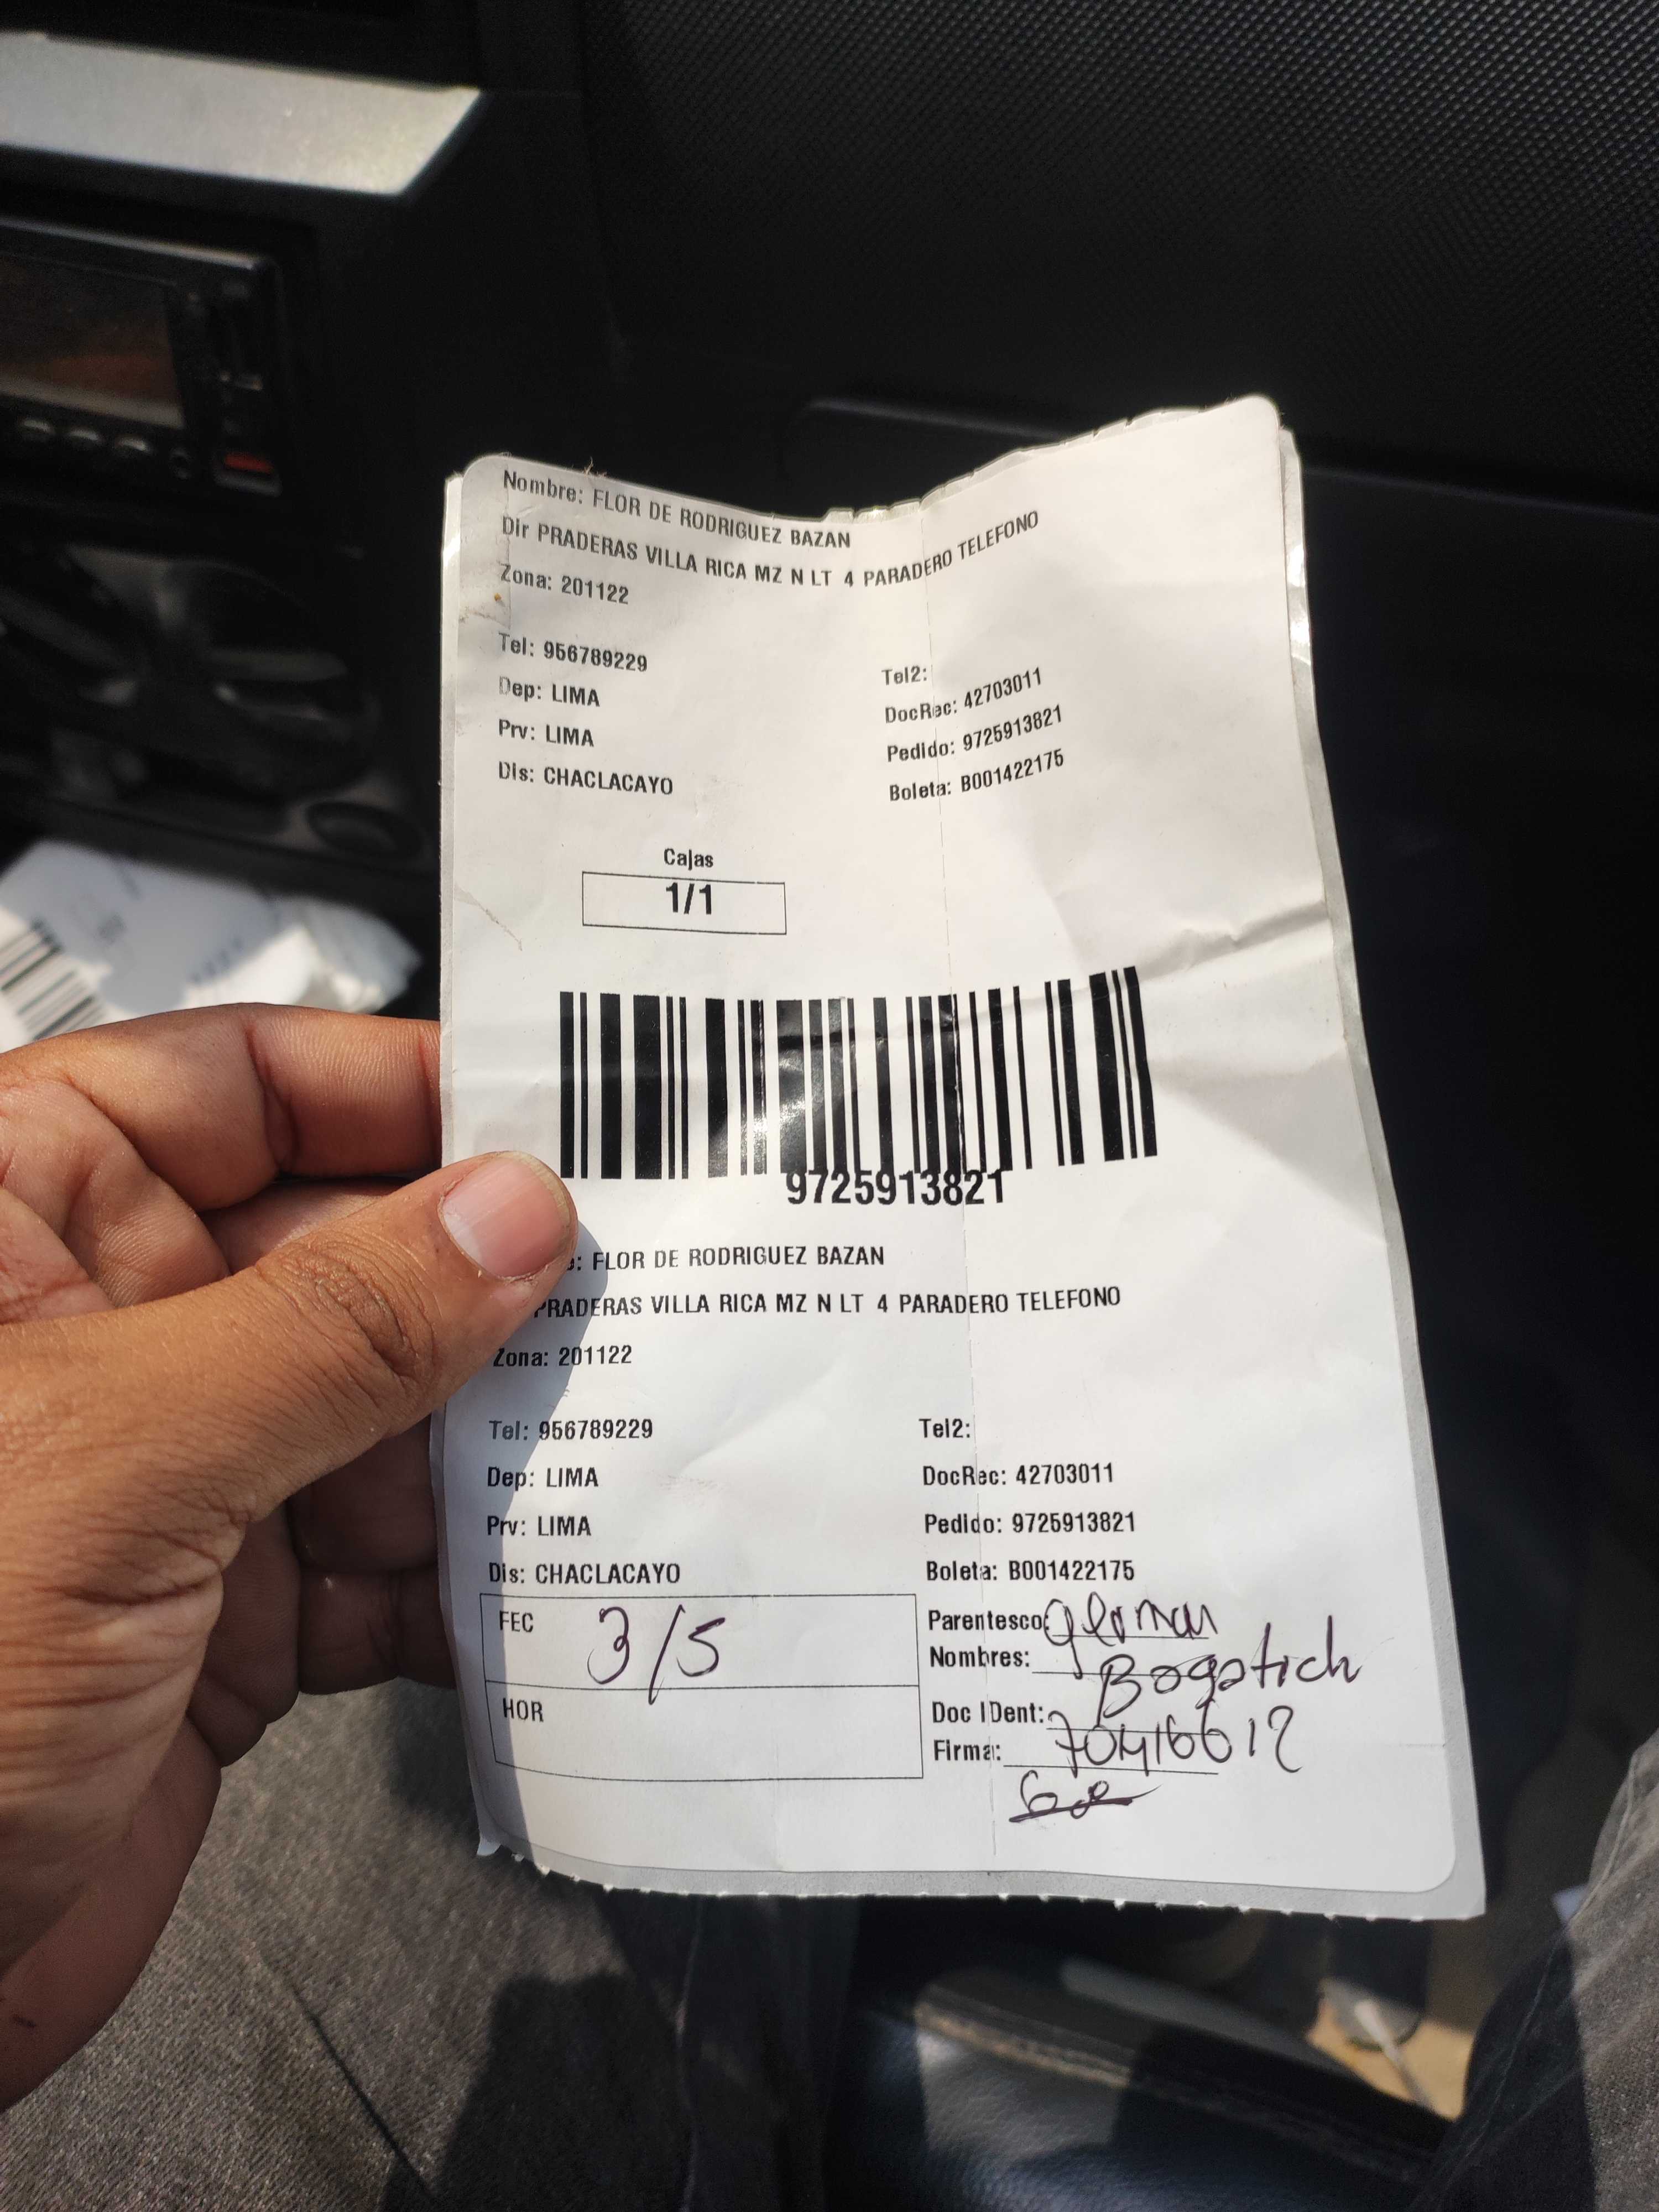 Nombre: FLOR DE RODRIGUEZ BAZAN
Dir PRADERAS VILLA RICA MZ N LT 4 PARADERO TELEFONO
Zona: 201122
Tel: 956789229
Tel2:
Dep: LIMA
DocRec: 42703011
Prv: LIMA
Pedido: 9725913821
Dis: CHACLACAYO
Boleta: B001422175
Cajas
1/1
9725913821
: FLOR DE RODRIGUEZ BAZAN
PRADERAS VILLA RICA MZ N LT 4 PARADERO TELEFONO
Zona: 201122
Tel: 956789229
Tel2:
Dep: LIMA
DocRec: 42703011
Prv: LIMA
Pedido: 9725913821
Dis: CHACLACAYO
Boleta: B001422175
FEC 3/5
Parentesco: German
Nombres: Bogatich
HOR
Doc IDent: 70416612
Firma: